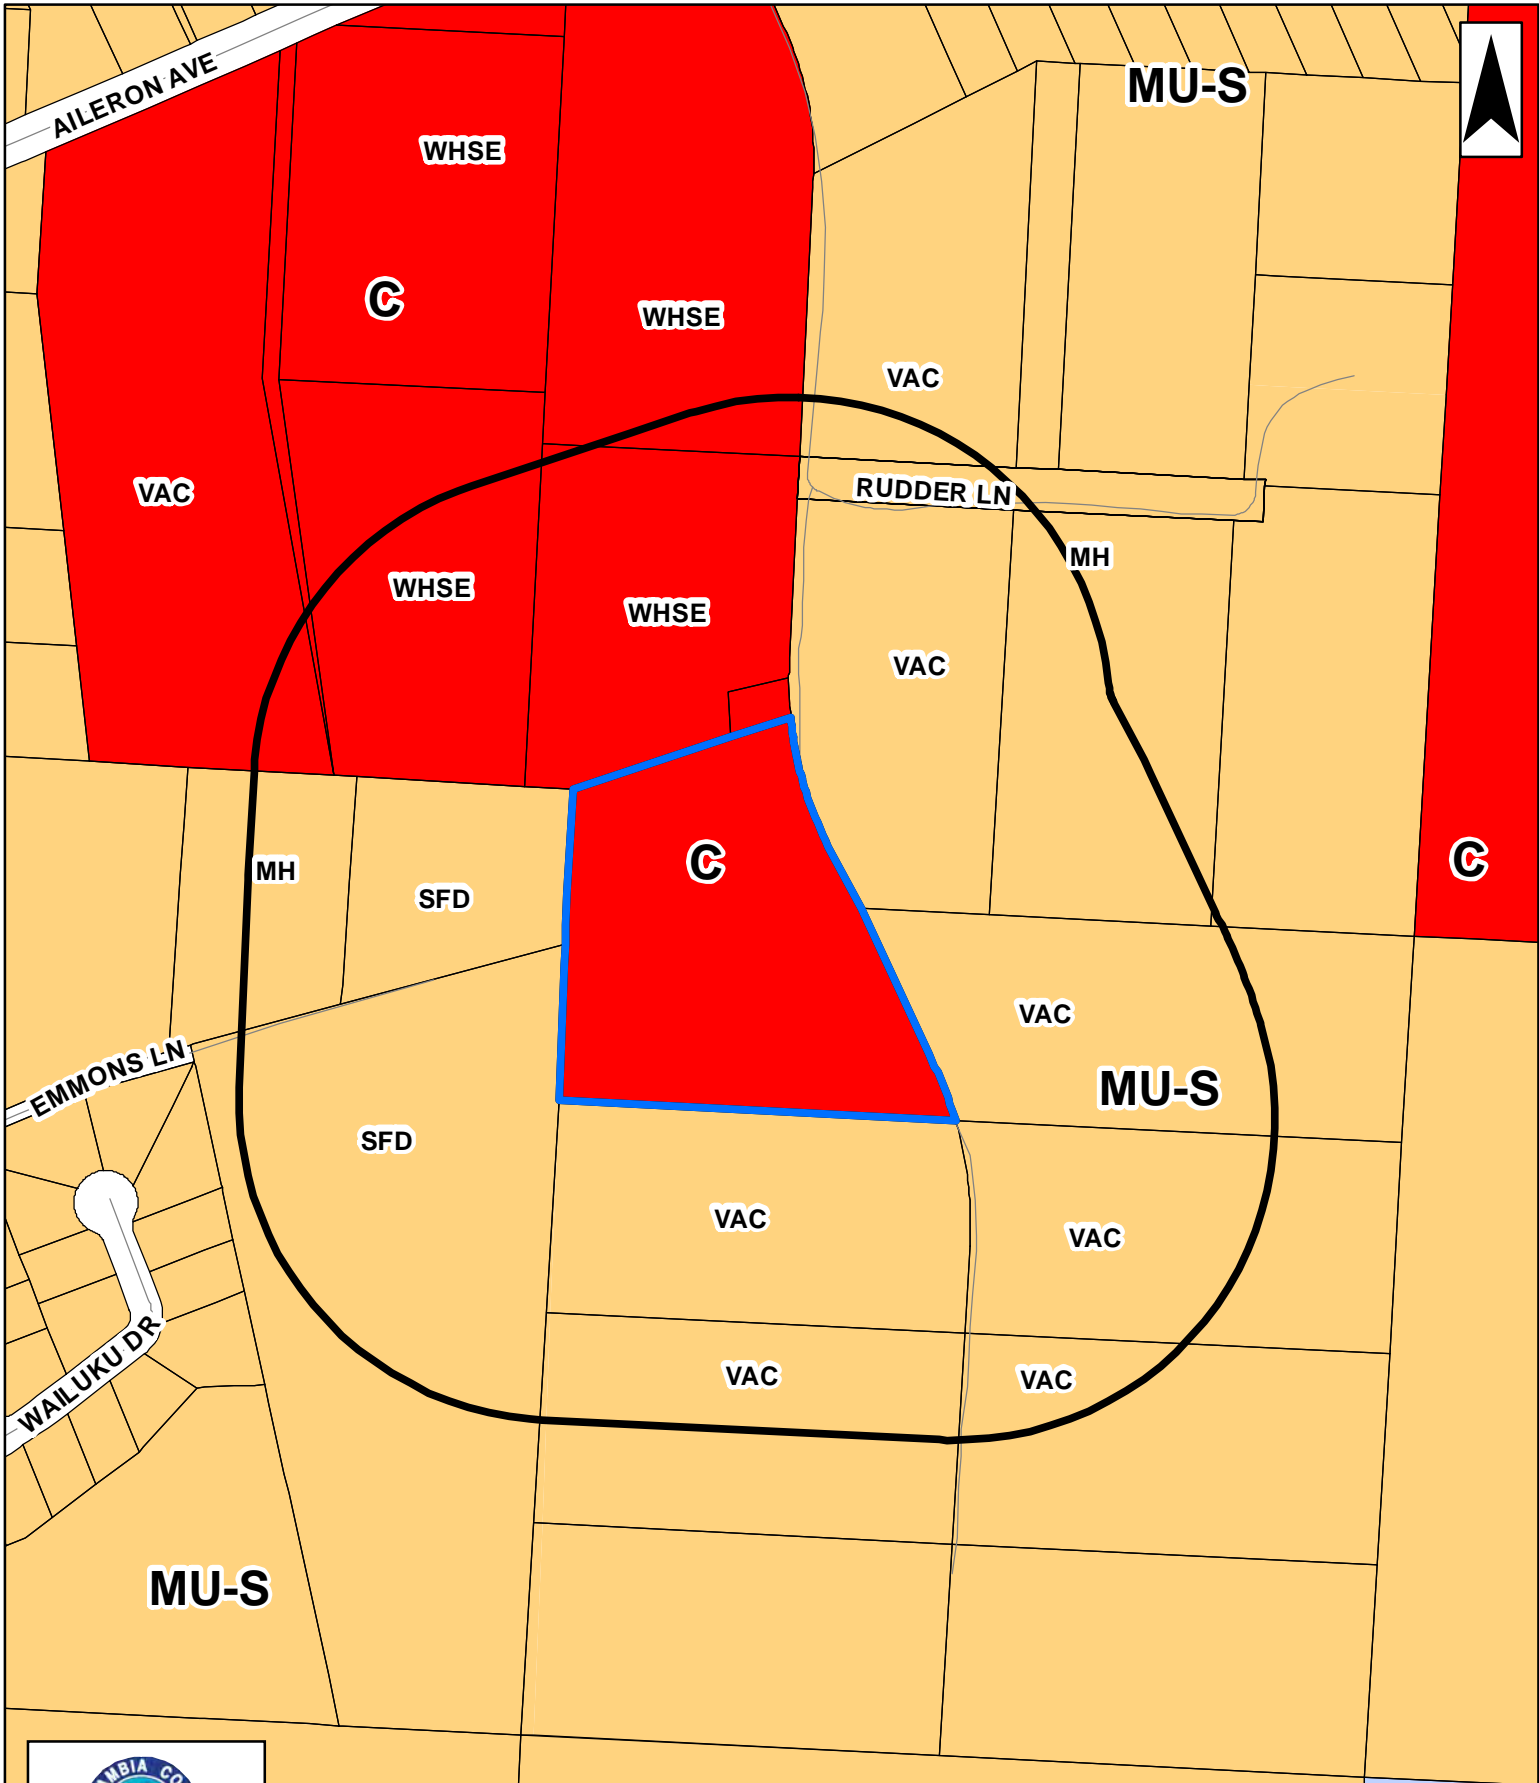 MU-S
AILERON AVE
WHSE
C
WHSE
VAC
VAC
RUDDER LN
MH
WHSE
WHSE
VAC
C
C
MH
SFD
VAC
EMMONS LN
MU-S
SFD
VAC
VAC
WAILUKU DR
VAC
VAC
MU-S